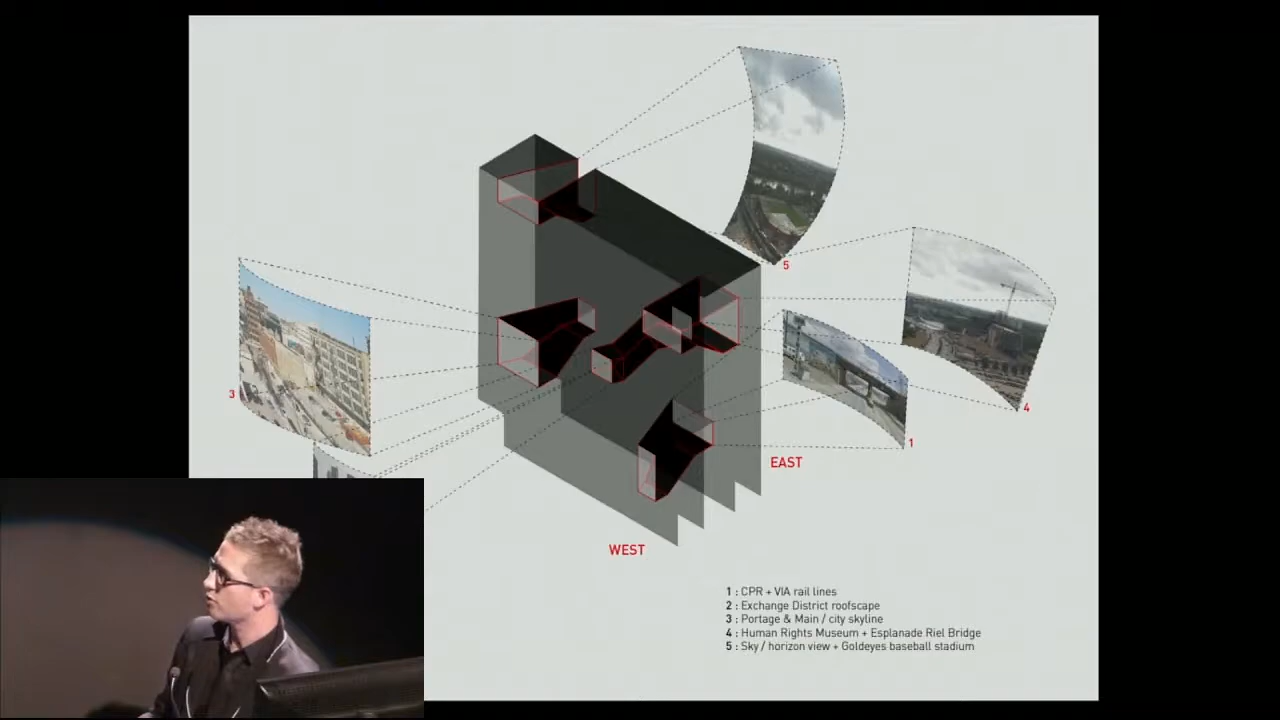 5
3
4
1
EAST
WEST
1 : CPR + VIA rail lines
2 : Exchange District roofscape
3 : Portage & Main / city skyline
4 : Human Rights Museum + Esplanade Riel Bridge
5 : Sky / horizon view + Goldeyes baseball stadium